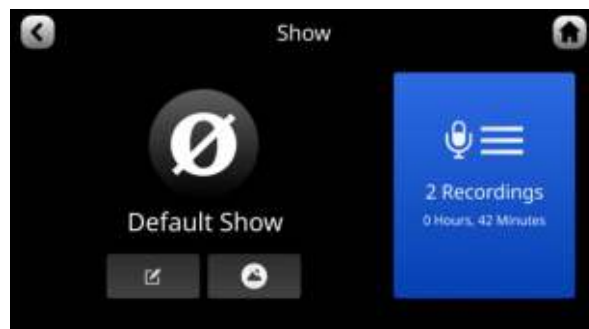 Show
Ø
Default Show
2 Recordings
0 Hours, 42 Minutes